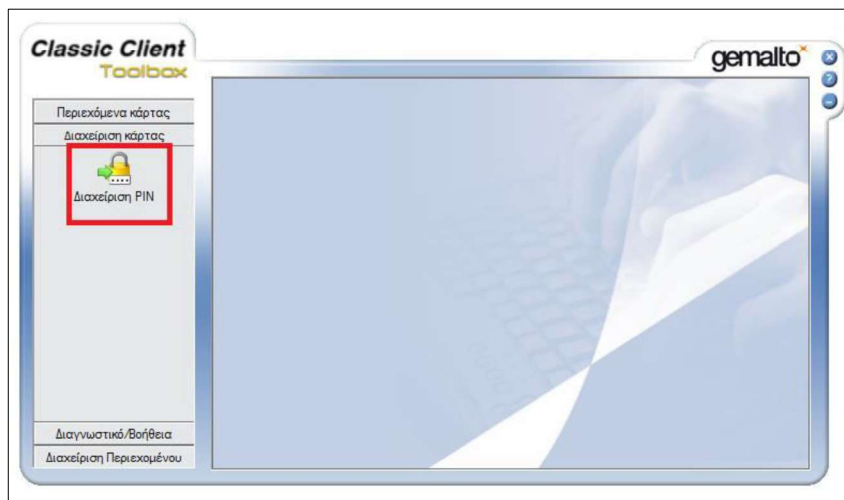 Classic Client
Toolbox
gemalto
Περιεχόμενα κάρτας
Διαχείριση κάρτας
Διαχείριση PIN
Διαγνωστικό/Βοήθεια
Διαχείριση Περιεχομένου